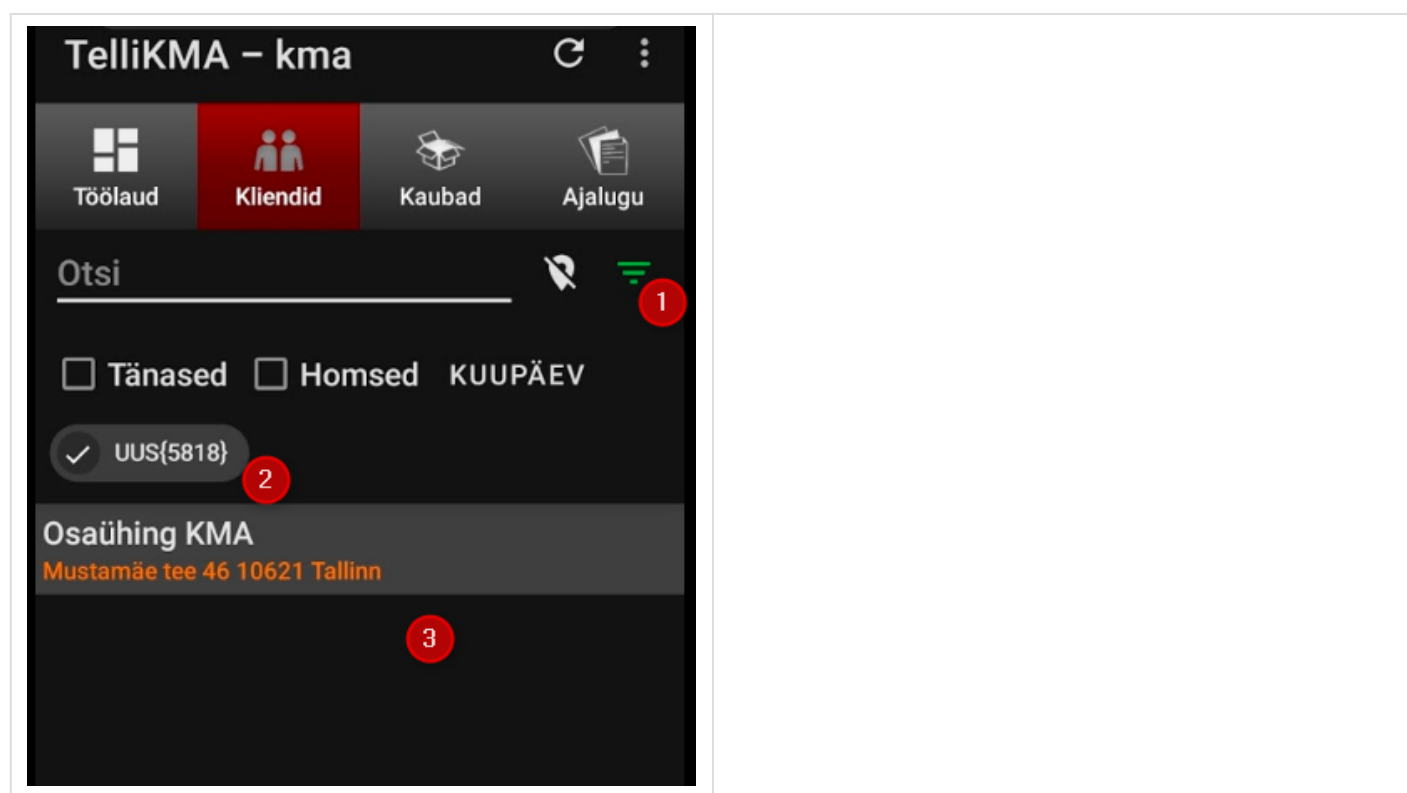 TelliKMA – kma
Töölaud Kliendid Kaubad Ajalugu
Otsi
1
Tänased Homsed KUUPÄEV
UUS{5818}
2
Osaühing KMA
Mustamäe tee 46 10621 Tallinn
3